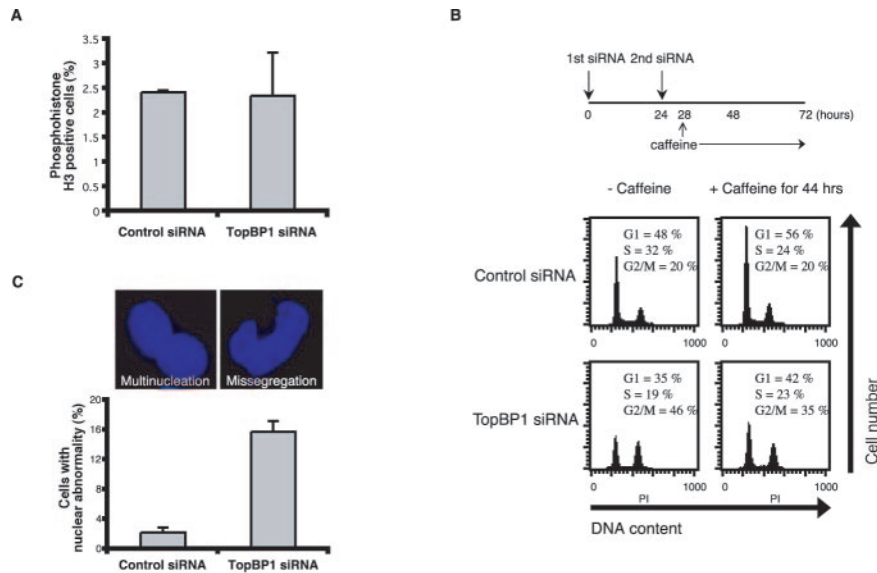 A
Phosphohistone
H3 positive cells (%)
3.5
3
2.5
2
1.5
1
0.5
0
Control siRNA TopBP1 siRNA
B
1st siRNA 2nd siRNA
0 24 28 48 72 (hours)
caffeine
- Caffeine + Caffeine for 44 hrs
Control siRNA
G1 = 48 %
S = 32 %
G2/M = 20 %
0 1000
G1 = 56 %
S = 24 %
G2/M = 20 %
0 1000
TopBP1 siRNA
G1 = 35 %
S = 19 %
G2/M = 46 %
0 1000
PI
G1 = 42 %
S = 23 %
G2/M = 35 %
0 1000
PI
DNA content
Cell number
C
Multinucleation Missegregation
Cells with
nuclear abnormality (%)
20
16
12
8
4
0
Control siRNA TopBP1 siRNA